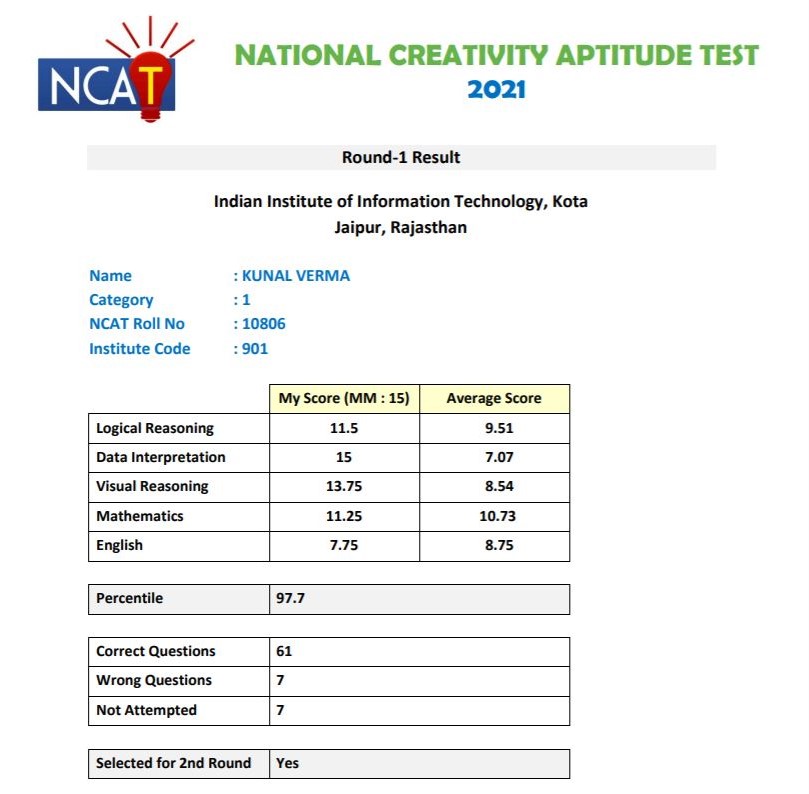 NCAT
NATIONAL CREATIVITY APTITUDE TEST
2021
Round-1 Result
Indian Institute of Information Technology, Kota
Jaipur, Rajasthan
Name : KUNAL VERMA
Category : 1
NCAT Roll No : 10806
Institute Code : 901
My Score (MM : 15) Average Score
Logical Reasoning 11.5 9.51
Data Interpretation 15 7.07
Visual Reasoning 13.75 8.54
Mathematics 11.25 10.73
English 7.75 8.75
Percentile 97.7
Correct Questions 61
Wrong Questions 7
Not Attempted 7
Selected for 2nd Round Yes